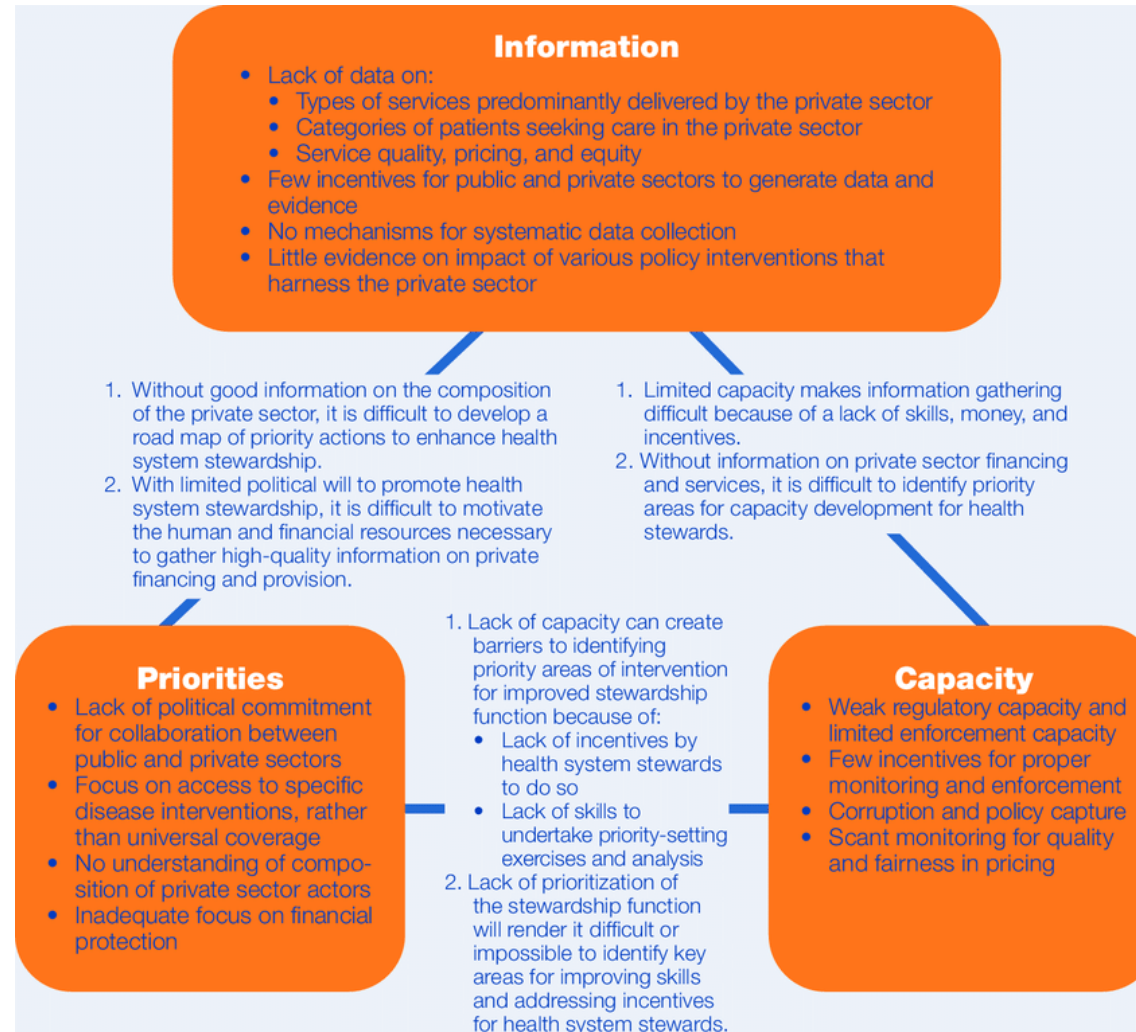 Information
• Lack of data on:
• Types of services predominantly delivered by the private sector
• Categories of patients seeking care in the private sector
• Service quality, pricing, and equity
• Few incentives for public and private sectors to generate data and
evidence
• No mechanisms for systematic data collection
• Little evidence on impact of various policy interventions that
harness the private sector
1. Without good information on the composition
of the private sector, it is difficult to develop a
road map of priority actions to enhance health
system stewardship.
2. With limited political will to promote health
system stewardship, it is difficult to motivate
the human and financial resources necessary
to gather high-quality information on private
financing and provision.
1. Limited capacity makes information gathering
difficult because of a lack of skills, money, and
incentives.
2. Without information on private sector financing
and services, it is difficult to identify priority
areas for capacity development for health
stewards.
Priorities
• Lack of political commitment
for collaboration between
public and private sectors
• Focus on access to specific
disease interventions, rather
than universal coverage
• No understanding of compo-
sition of private sector actors
• Inadequate focus on financial
protection
1. Lack of capacity can create
barriers to identifying
priority areas of intervention
for improved stewardship
function because of:
• Lack of incentives by
health system stewards
to do so
• Lack of skills to
undertake priority-setting
exercises and analysis
2. Lack of prioritization of
the stewardship function
will render it difficult or
impossible to identify key
areas for improving skills
and addressing incentives
for health system stewards.
Capacity
• Weak regulatory capacity and
limited enforcement capacity
• Few incentives for proper
monitoring and enforcement
• Corruption and policy capture
• Scant monitoring for quality
and fairness in pricing